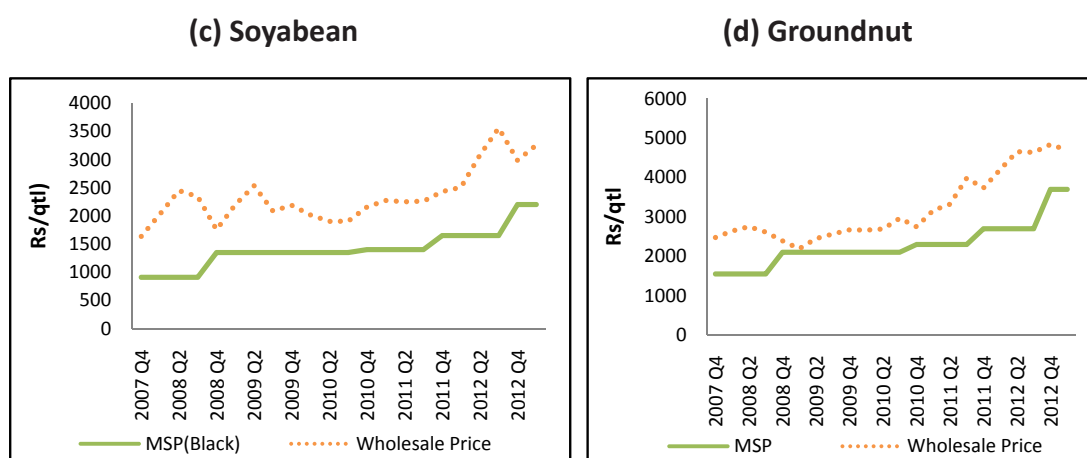 (c) Soyabean
Rs/qtl)
4000
3500
3000
2500
2000
1500
1000
500
0
2007 Q4
2008 Q2
2008 Q4
2009 Q2
2009 Q4
2010 Q2
2010 Q4
2011 Q2
2011 Q4
2012 Q2
2012 Q4
MSP(Black)
Wholesale Price
(d) Groundnut
Rs/qtl
6000
5000
4000
3000
2000
1000
0
2007 Q4
2008 Q2
2008 Q4
2009 Q2
2009 Q4
2010 Q2
2010 Q4
2011 Q2
2011 Q4
2012 Q2
2012 Q4
MSP
Wholesale Price